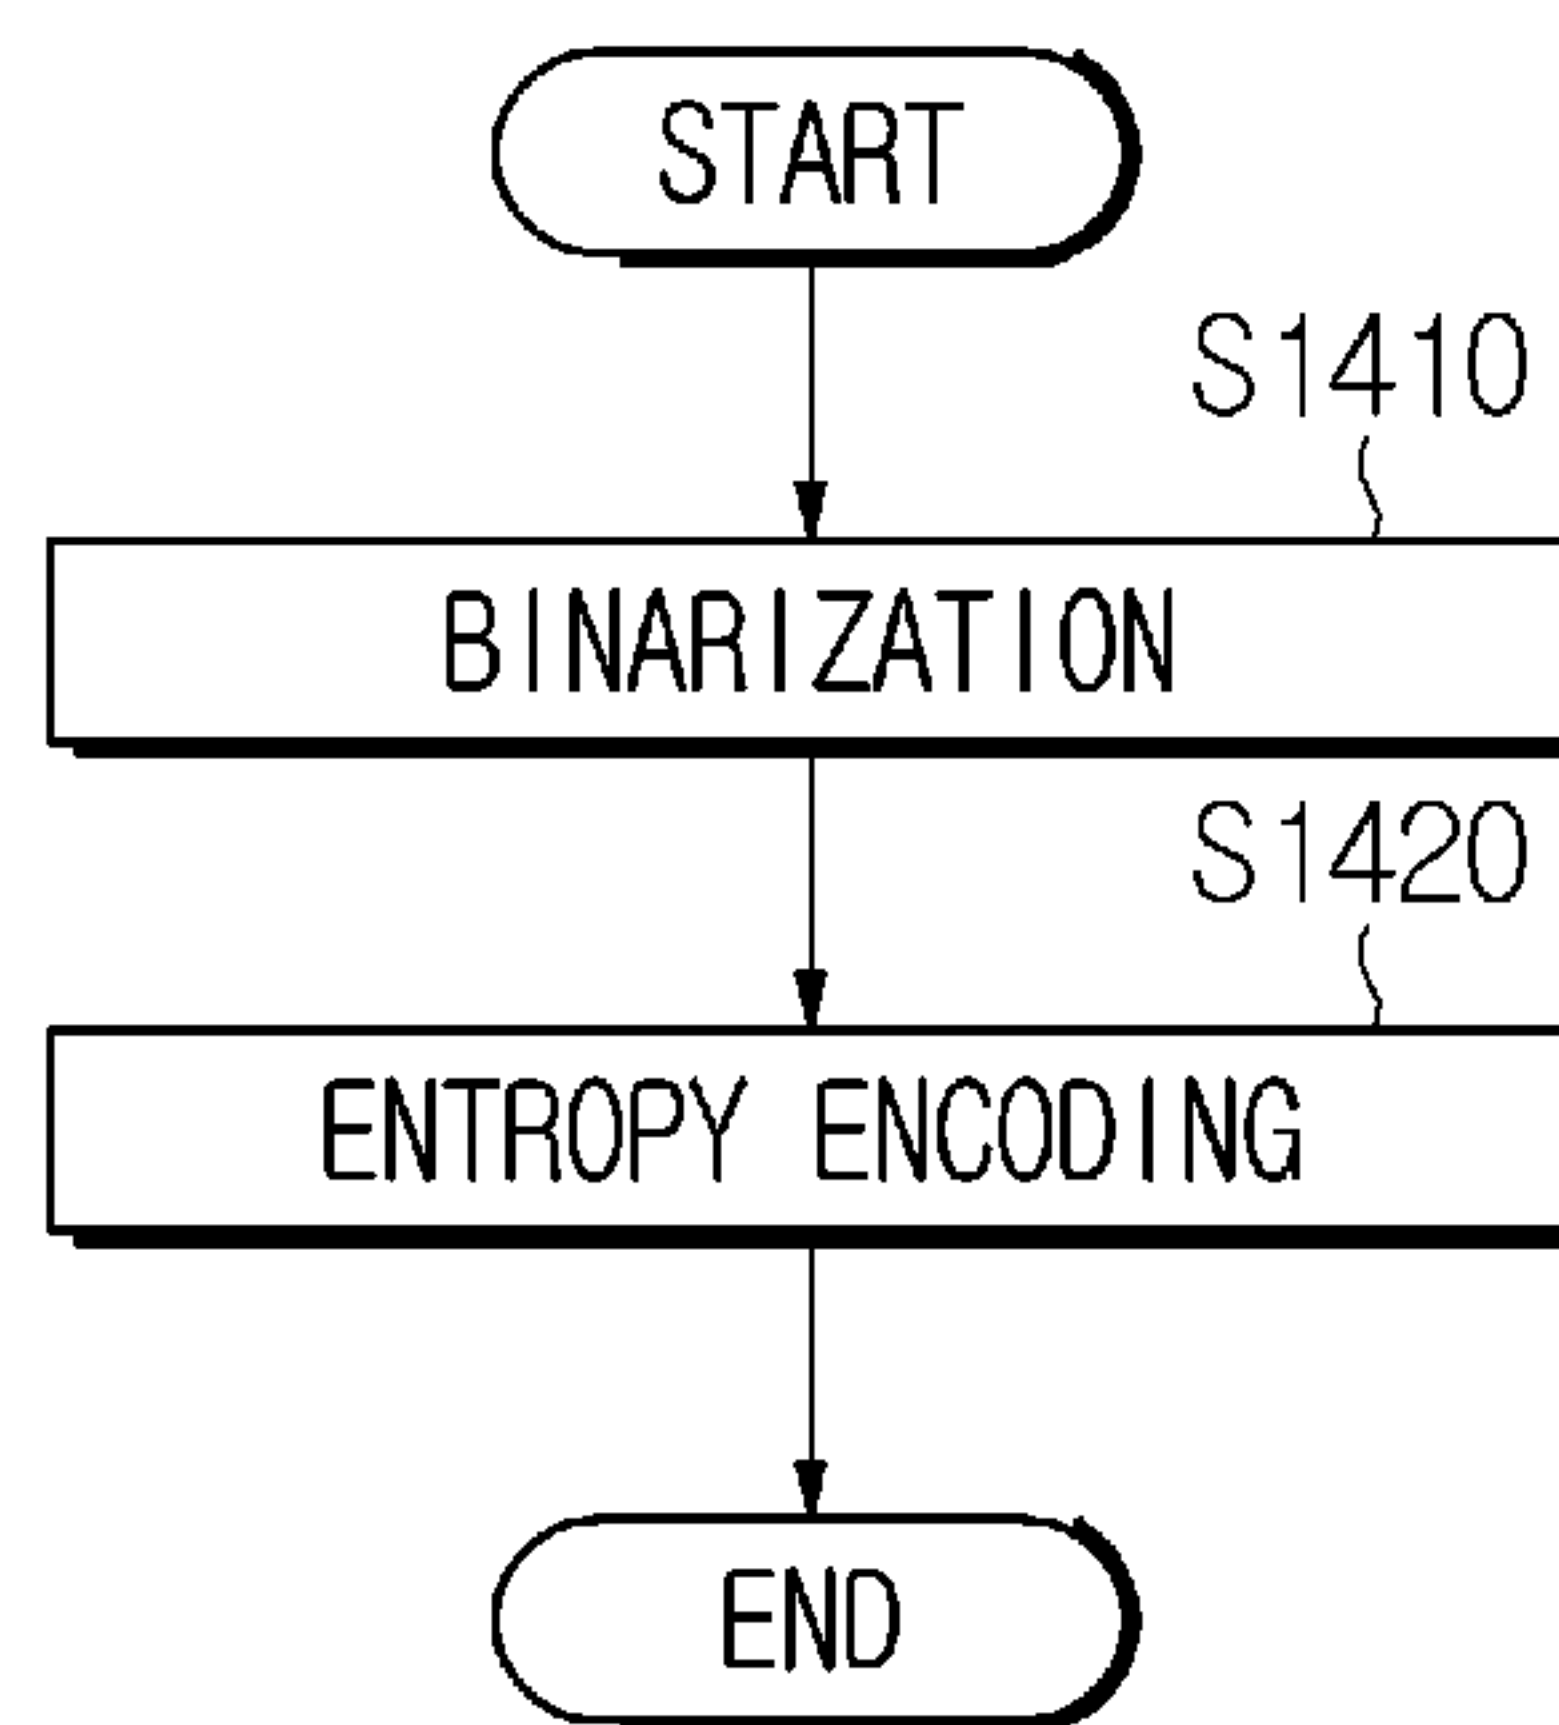 START
S1410
BINARIZATION
S1420
ENTROPY ENCODING
END